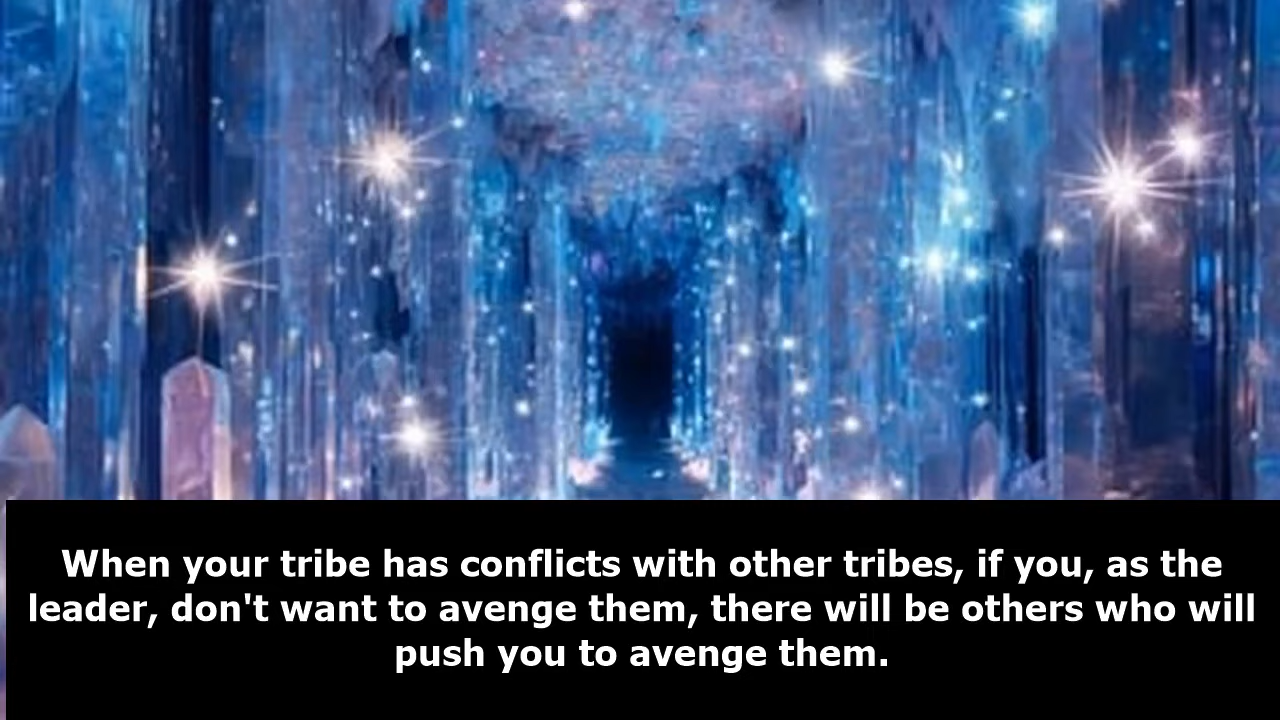 When your tribe has conflicts with other tribes, if you, as the
leader, don't want to avenge them, there will be others who will
push you to avenge them.